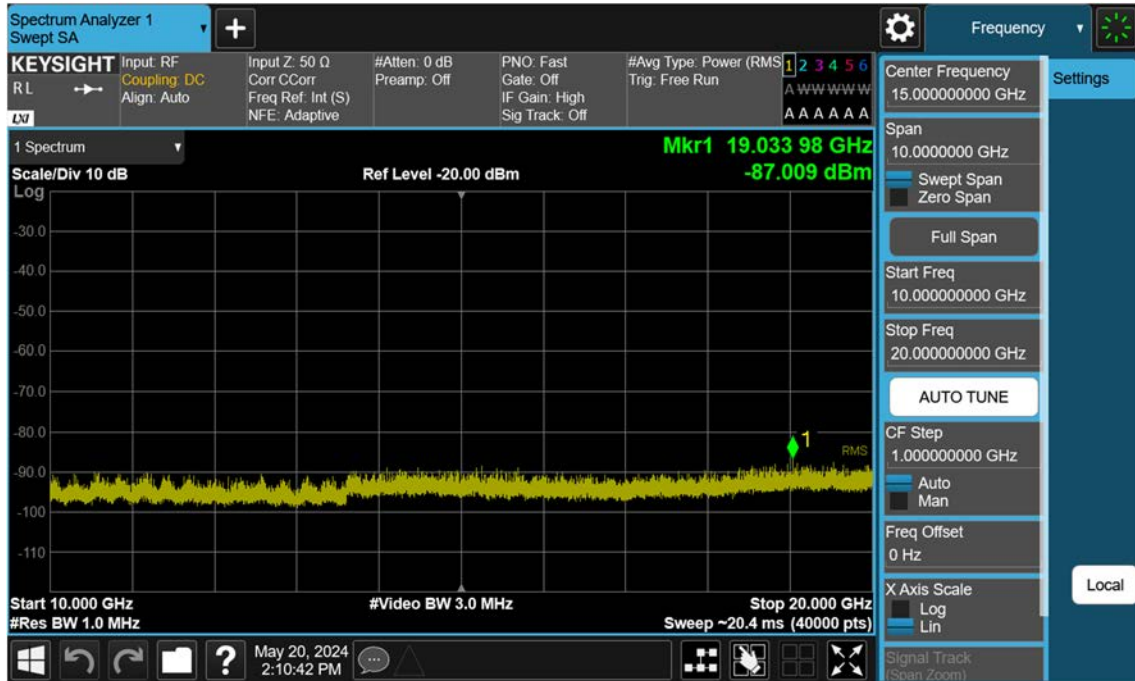 Spectrum Analyzer 1
Swept SA
+
Frequency
KEYSIGHT
R L
LXI
Input: RF
Coupling: DC
Align: Auto
Input Z: 50 Ω
Corr CCorr
Freq Ref: Int (S)
NFE: Adaptive
#Atten: 0 dB
Preamp: Off
PNO: Fast
Gate: Off
IF Gain: High
Sig Track: Off
#Avg Type: Power (RMS
Trig: Free Run
1 2 3 4 5 6
A W W W W W
A A A A A A
1 Spectrum
Scale/Div 10 dB
Log
Ref Level -20.00 dBm
Mkr1 19.033 98 GHz
-87.009 dBm
-30.0
-40.0
-50.0
-60.0
-70.0
-80.0
-90.0
-100
-110
1
RMS
Start 10.000 GHz
#Res BW 1.0 MHz
#Video BW 3.0 MHz
Stop 20.000 GHz
Sweep ~20.4 ms (40000 pts)
Center Frequency
15.000000000 GHz
Span
10.0000000 GHz
Swept Span
Zero Span
Full Span
Start Freq
10.000000000 GHz
Stop Freq
20.000000000 GHz
AUTO TUNE
CF Step
1.000000000 GHz
Auto
Man
Freq Offset
0 Hz
X Axis Scale
Log
Lin
Signal Track
(Span Zoom)
Settings
Local
?
May 20, 2024
2:10:42 PM